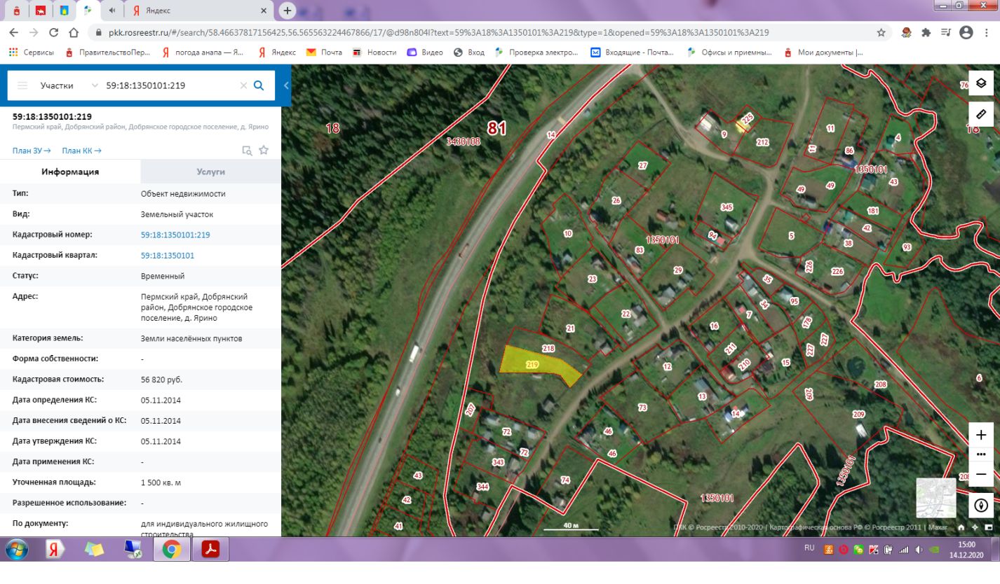 Яндекс
pkk.rosreestr.ru/#/search/58.46637817156425,56.565563224467866/17/@d98n804l?text=59%3A18%3A1350101%3A219&type=1&opened=59%3A18%3A1350101%3A219
Сервисы ПравительствоПер... погода анапа — Я... Яндекс Почта Новости Видео Вход Проверка электро... Входящие - Почта... Офисы и приемны... Мои документы |...
Участки 59:18:1350101:219
59:18:1350101:219
Пермский край, Добрянский район, Добрянское городское поселение, д. Ярино
План ЗУ → План КК →
Информация Услуги
Тип: Объект недвижимости
Вид: Земельный участок
Кадастровый номер: 59:18:1350101:219
Кадастровый квартал: 59:18:1350101
Статус: Временный
Адрес: Пермский край, Добрянский
район, Добрянское городское
поселение, д. Ярино
Категория земель: Земли населённых пунктов
Форма собственности: -
Кадастровая стоимость: 56 820 руб.
Дата определения КС: 05.11.2014
Дата внесения сведений о КС: 05.11.2014
Дата утверждения КС: 05.11.2014
Дата применения КС: -
Уточненная площадь: 1 500 кв. м
Разрешенное использование: -
По документу: для индивидуального жилищного
строительства
76
18 81 14 9 225 212 11 11 86 4 18
3430108
27 1350101 43
49 49
26 345 181
10 94 5 42
83 1350101 38 93
29 226 226
23 35
22 7 34 95
21 16 178
218 211 227 227
219 12 210 15
6
208
13 209
207 73 14 209
72 46
72 46
343 1350101
43 344 74 208
42 1350101
41 40 м
ПКК © Росреестр 2010-2020 | Картографическая основа РФ © Росреестр 2011 | Maxar
RU 15:00
14.12.2020